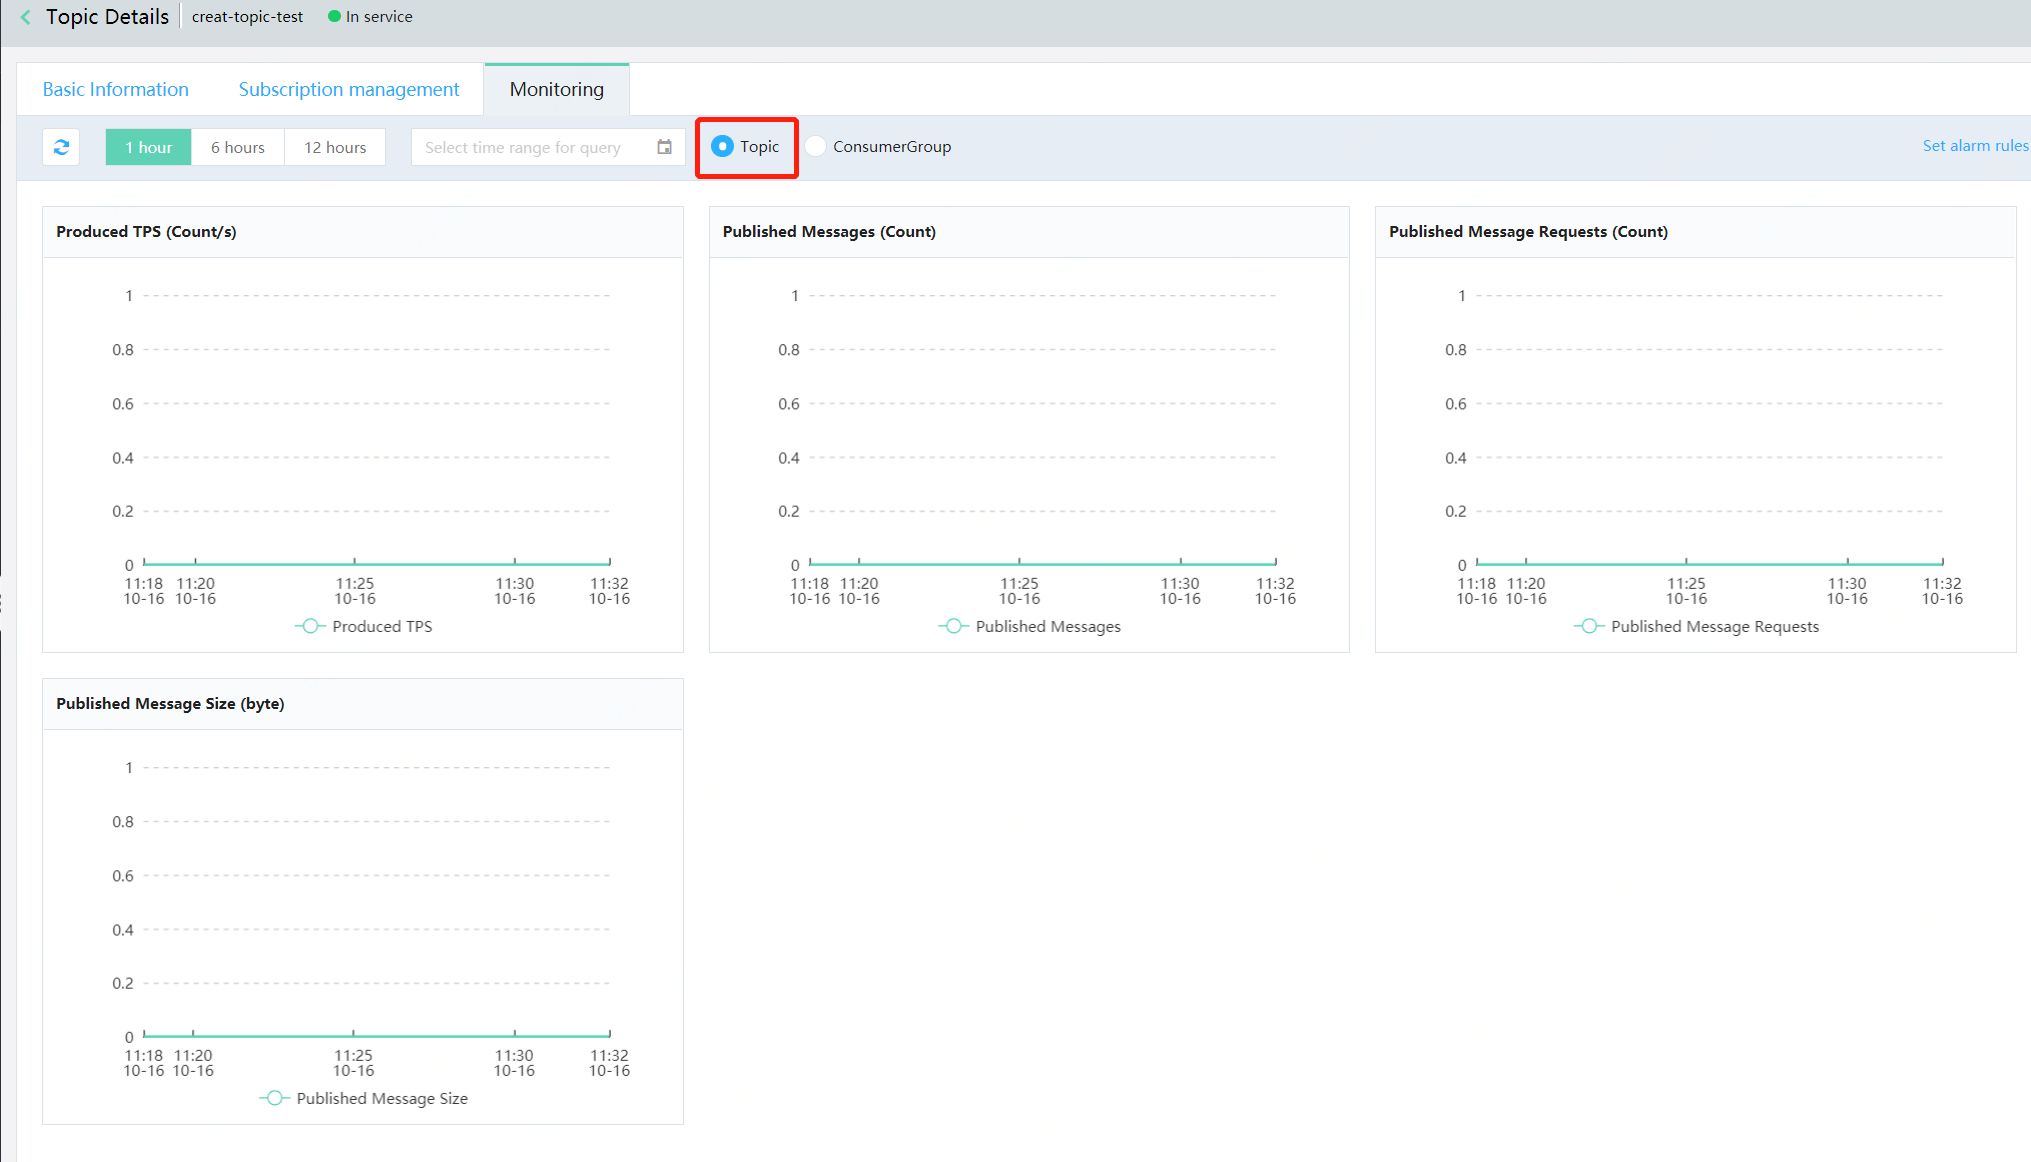 Topic Details creat-topic-test In service
Basic Information Subscription management Monitoring
1 hour 6 hours 12 hours Select time range for query Topic ConsumerGroup Set alarm rules
Produced TPS (Count/s)
1
0.8
0.6
0.4
0.2
0
11:18 11:20 11:25 11:30 11:32
10-16 10-16 10-16 10-16 10-16
Produced TPS
Published Messages (Count)
1
0.8
0.6
0.4
0.2
0
11:18 11:20 11:25 11:30 11:32
10-16 10-16 10-16 10-16 10-16
Published Messages
Published Message Requests (Count)
1
0.8
0.6
0.4
0.2
0
11:18 11:20 11:25 11:30 11:32
10-16 10-16 10-16 10-16 10-16
Published Message Requests
Published Message Size (byte)
1
0.8
0.6
0.4
0.2
0
11:18 11:20 11:25 11:30 11:32
10-16 10-16 10-16 10-16 10-16
Published Message Size